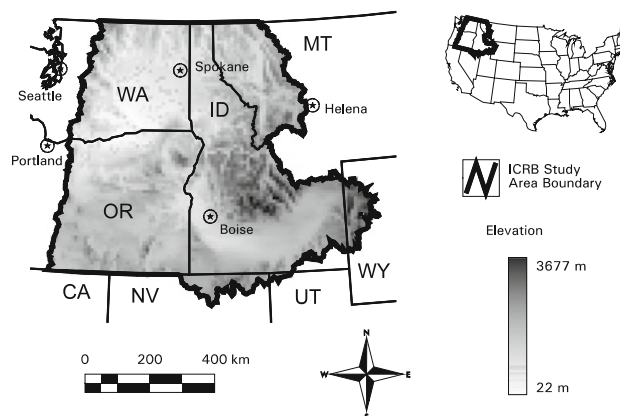 MT
Seattle
WA
Spokane
ID
Helena
Portland
OR
Boise
CA
NV
UT
WY
0 200 400 km
N
W
E
ICRB Study
Area Boundary
Elevation
3677 m
22 m